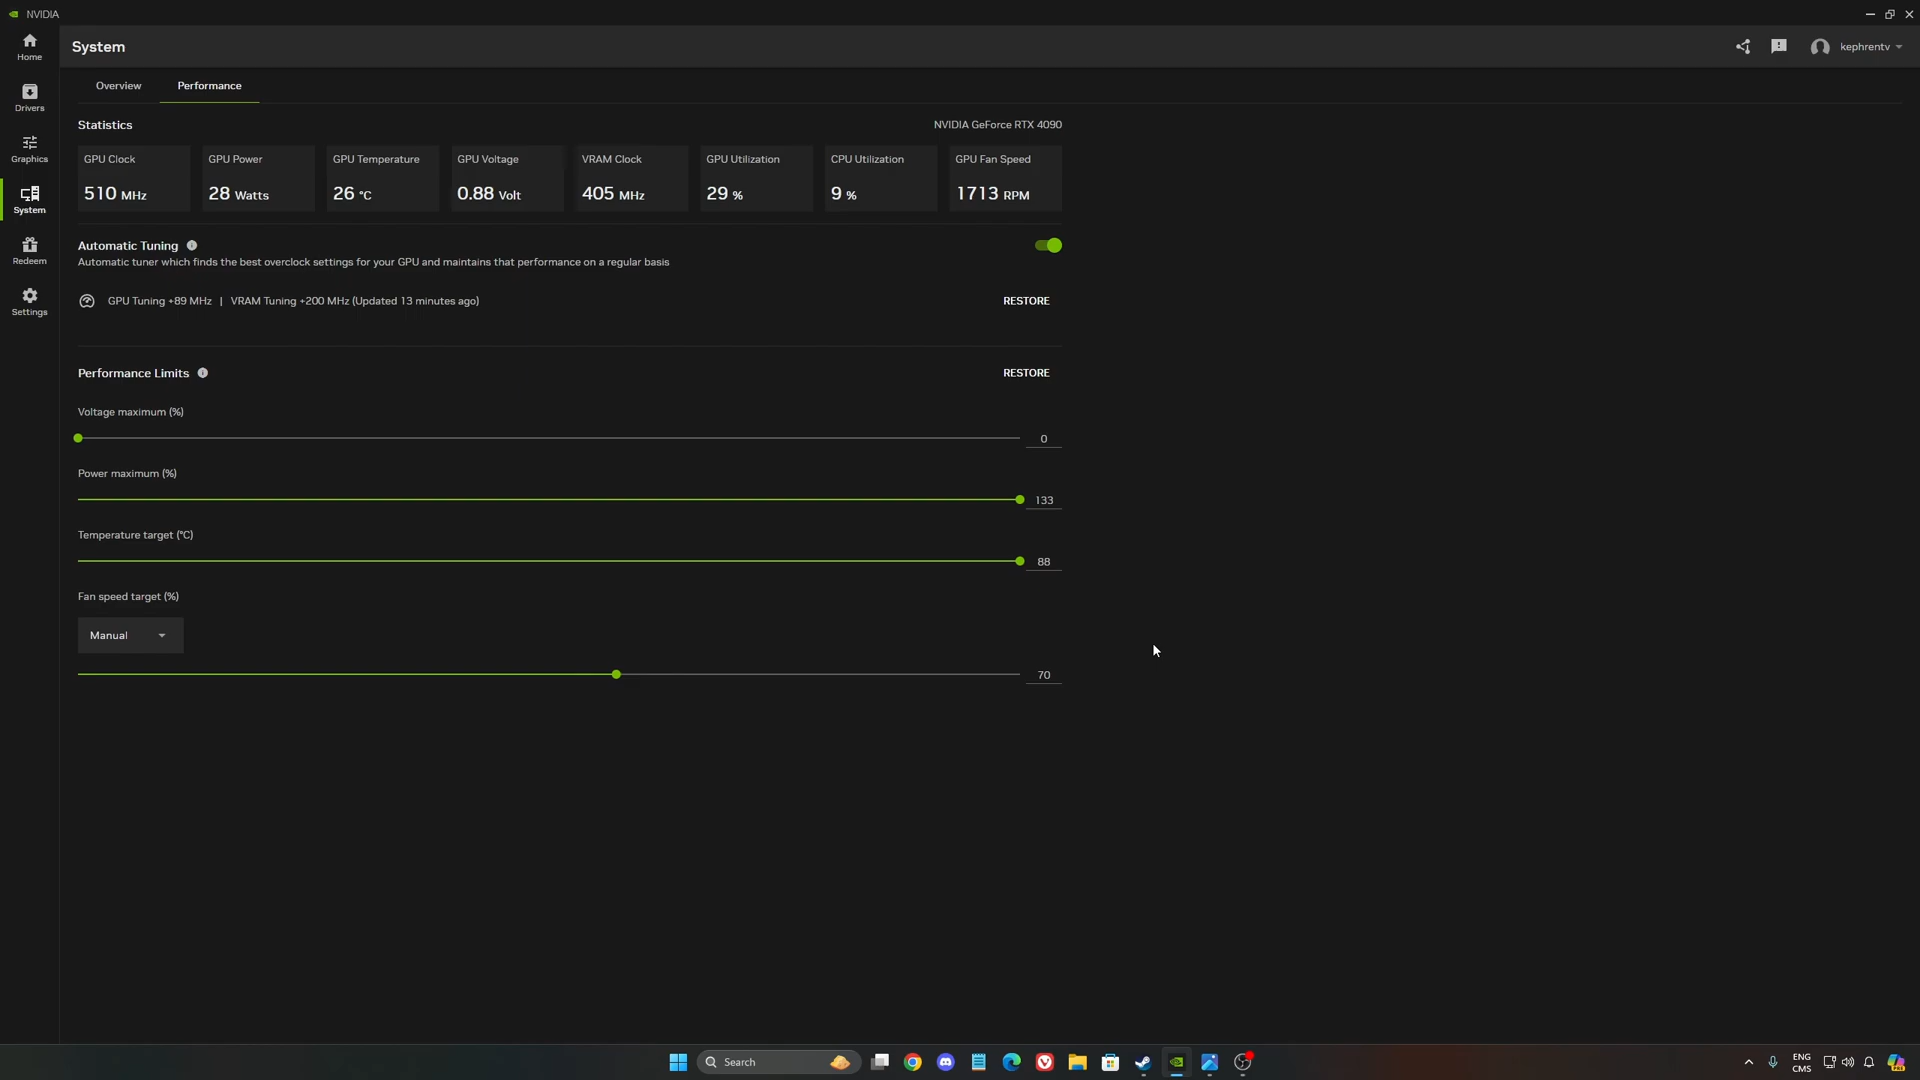 NVIDIA
Home
Drivers
Graphics
System
Redeem
Settings
System
kephrentv
Overview
Performance
Statistics
NVIDIA GeForce RTX 4090
GPU Clock
510 MHz
GPU Power
28 Watts
GPU Temperature
26 °C
GPU Voltage
0.88 Volt
VRAM Clock
405 MHz
GPU Utilization
29 %
CPU Utilization
9 %
GPU Fan Speed
1713 RPM
Automatic Tuning
Automatic tuner which finds the best overclock settings for your GPU and maintains that performance on a regular basis
GPU Tuning +89 MHz | VRAM Tuning +200 MHz (Updated 13 minutes ago)
RESTORE
Performance Limits
RESTORE
Voltage maximum (%)
0
Power maximum (%)
133
Temperature target (°C)
88
Fan speed target (%)
Manual
70
Search
ENG
CMS